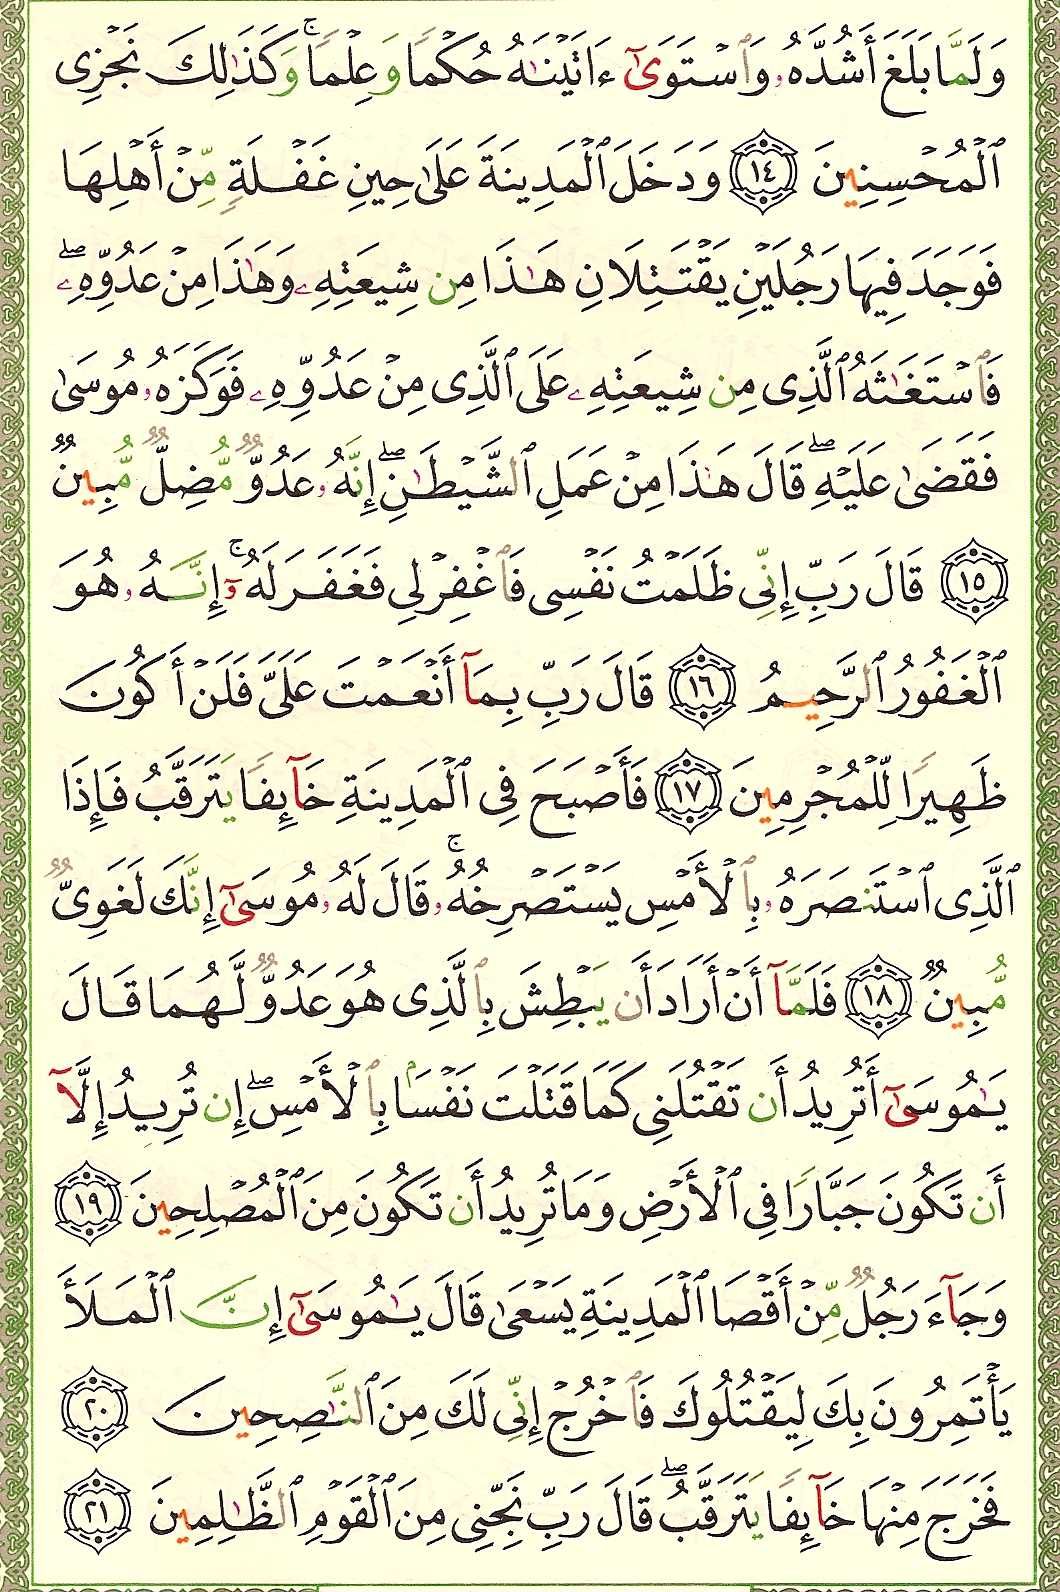 وَلَمَّا بَلَغَ أَشُدَّهُۥ وَٱسْتَوَىٰٓ ءَاتَيْنَٰهُ حُكْمًا وَعِلْمًا ۚ وَكَذَٰلِكَ نَجْزِى
ٱلْمُحْسِنِينَ ١٤ وَدَخَلَ ٱلْمَدِينَةَ عَلَىٰ حِينِ غَفْلَةٍ مِّنْ أَهْلِهَا
فَوَجَدَ فِيهَا رَجُلَيْنِ يَقْتَتِلَانِ هَٰذَا مِن شِيعَتِهِۦ وَهَٰذَا مِنْ عَدُوِّهِۦ ۖ
فَٱسْتَغَٰثَهُ ٱلَّذِى مِن شِيعَتِهِۦ عَلَى ٱلَّذِى مِنْ عَدُوِّهِۦ فَوَكَزَهُۥ مُوسَىٰ
فَقَضَىٰ عَلَيْهِ ۖ قَالَ هَٰذَا مِنْ عَمَلِ ٱلشَّيْطَٰنِ ۖ إِنَّهُۥ عَدُوٌّ مُّضِلٌّ مُّبِينٌ
١٥ قَالَ رَبِّ إِنِّى ظَلَمْتُ نَفْسِى فَٱغْفِرْ لِى فَغَفَرَ لَهُۥٓ ۚ إِنَّهُۥ هُوَ
ٱلْغَفُورُ ٱلرَّحِيمُ ١٦ قَالَ رَبِّ بِمَآ أَنْعَمْتَ عَلَىَّ فَلَنْ أَكُونَ
ظَهِيرًا لِّلْمُجْرِمِينَ ١٧ فَأَصْبَحَ فِى ٱلْمَدِينَةِ خَآئِفًا يَتَرَقَّبُ فَإِذَا
ٱلَّذِى ٱسْتَنصَرَهُۥ بِٱلْأَمْسِ يَسْتَصْرِخُهُۥ ۚ قَالَ لَهُۥ مُوسَىٰٓ إِنَّكَ لَغَوِىٌّ
مُّبِينٌ ١٨ فَلَمَّآ أَنْ أَرَادَ أَن يَبْطِشَ بِٱلَّذِى هُوَ عَدُوٌّ لَّهُمَا قَالَ
يَٰمُوسَىٰٓ أَتُرِيدُ أَن تَقْتُلَنِى كَمَا قَتَلْتَ نَفْسًۢا بِٱلْأَمْسِ ۖ إِن تُرِيدُ إِلَّآ
أَن تَكُونَ جَبَّارًا فِى ٱلْأَرْضِ وَمَا تُرِيدُ أَن تَكُونَ مِنَ ٱلْمُصْلِحِينَ ١٩
وَجَآءَ رَجُلٌ مِّنْ أَقْصَا ٱلْمَدِينَةِ يَسْعَىٰ قَالَ يَٰمُوسَىٰٓ إِنَّ ٱلْمَلَأَ
يَأْتَمِرُونَ بِكَ لِيَقْتُلُوكَ فَٱخْرُجْ إِنِّى لَكَ مِنَ ٱلنَّٰصِحِينَ ٢٠
فَخَرَجَ مِنْهَا خَآئِفًا يَتَرَقَّبُ ۖ قَالَ رَبِّ نَجِّنِى مِنَ ٱلْقَوْمِ ٱلظَّٰلِمِينَ ٢١